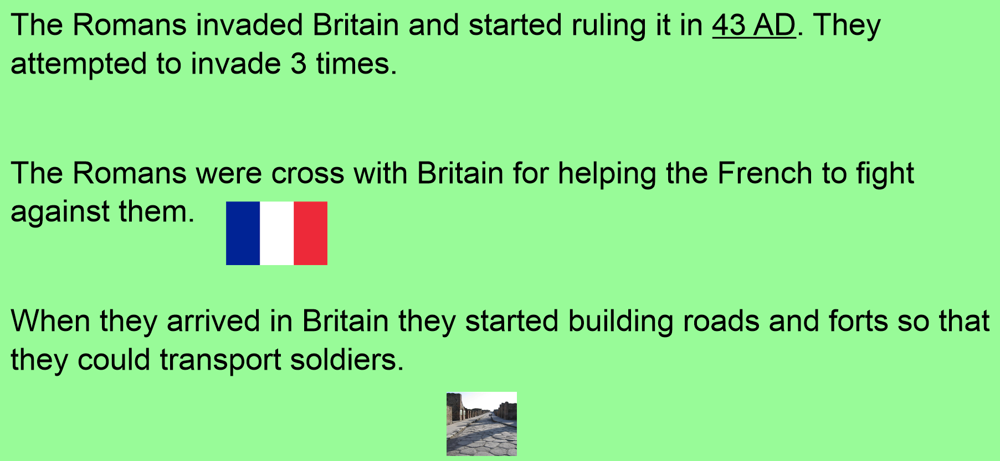 The Romans invaded Britain and started ruling it in 43 AD. They
attempted to invade 3 times.
The Romans were cross with Britain for helping the French to fight
against them.
When they arrived in Britain they started building roads and forts so that
they could transport soldiers.